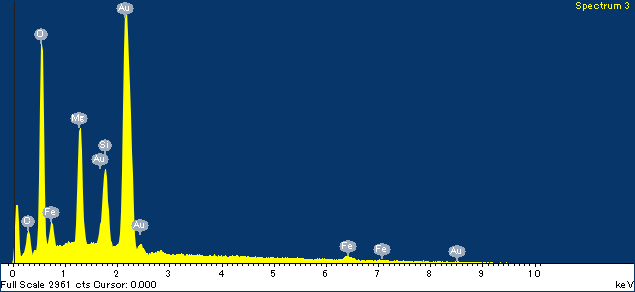 Spectrum 3
Au
O
Mg
Si
Au
Fe
Au
Fe
Fe
Au
0 1 2 3 4 5 6 7 8 9 10
Full Scale 2961 cts Cursor: 0.000 keV